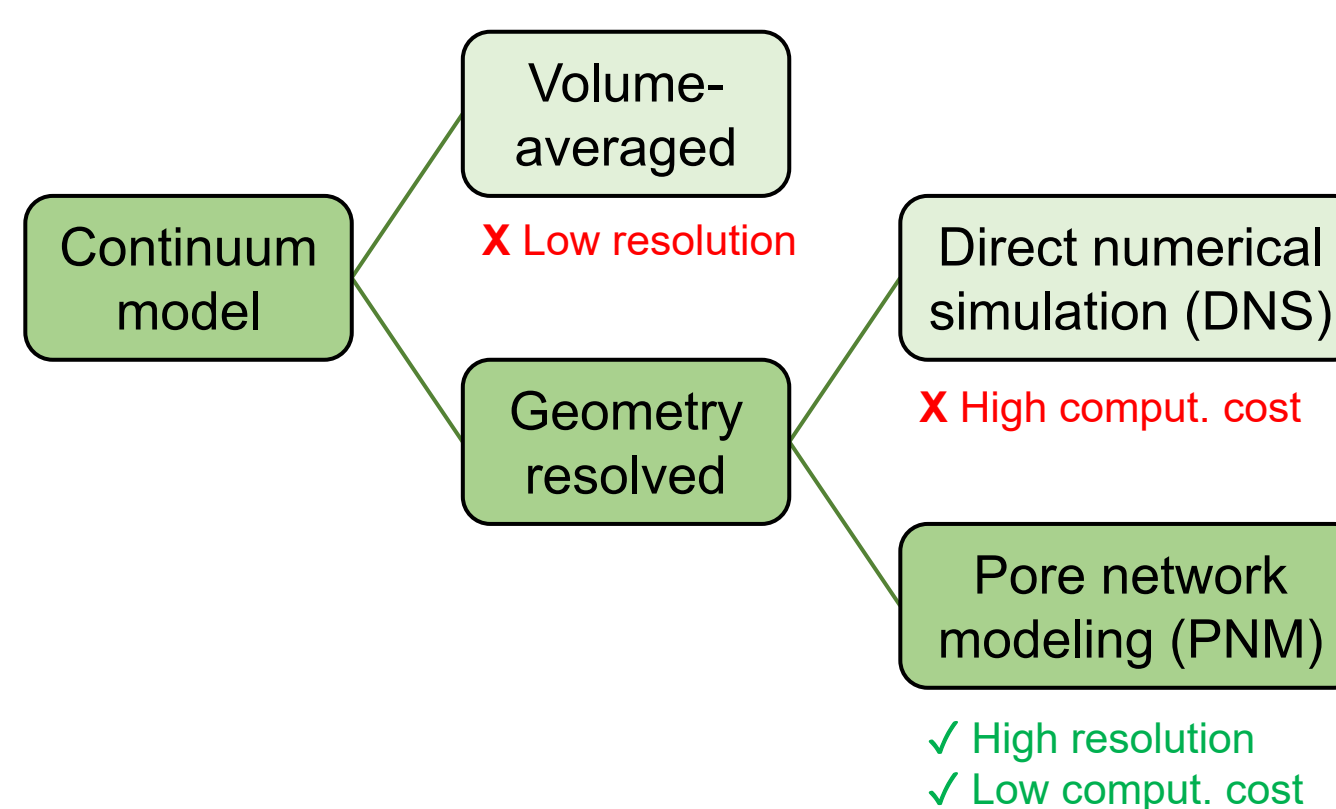 Volume-
averaged
X Low resolution
Continuum
model
Direct numerical
simulation (DNS)
X High comput. cost
Geometry
resolved
Pore network
modeling (PNM)
✓ High resolution
✓ Low comput. cost